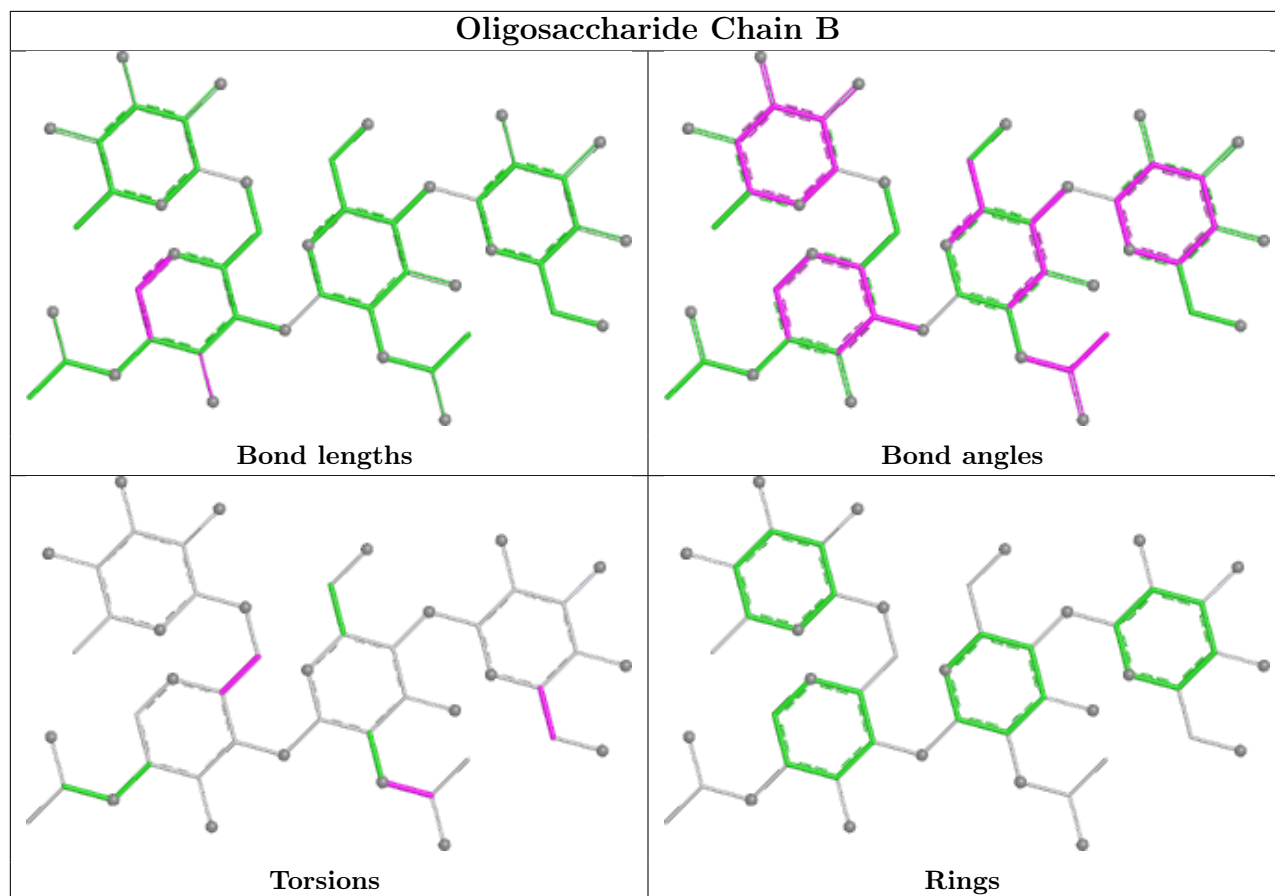 Oligosaccharide Chain B
Bond lengths
Bond angles
Torsions
Rings